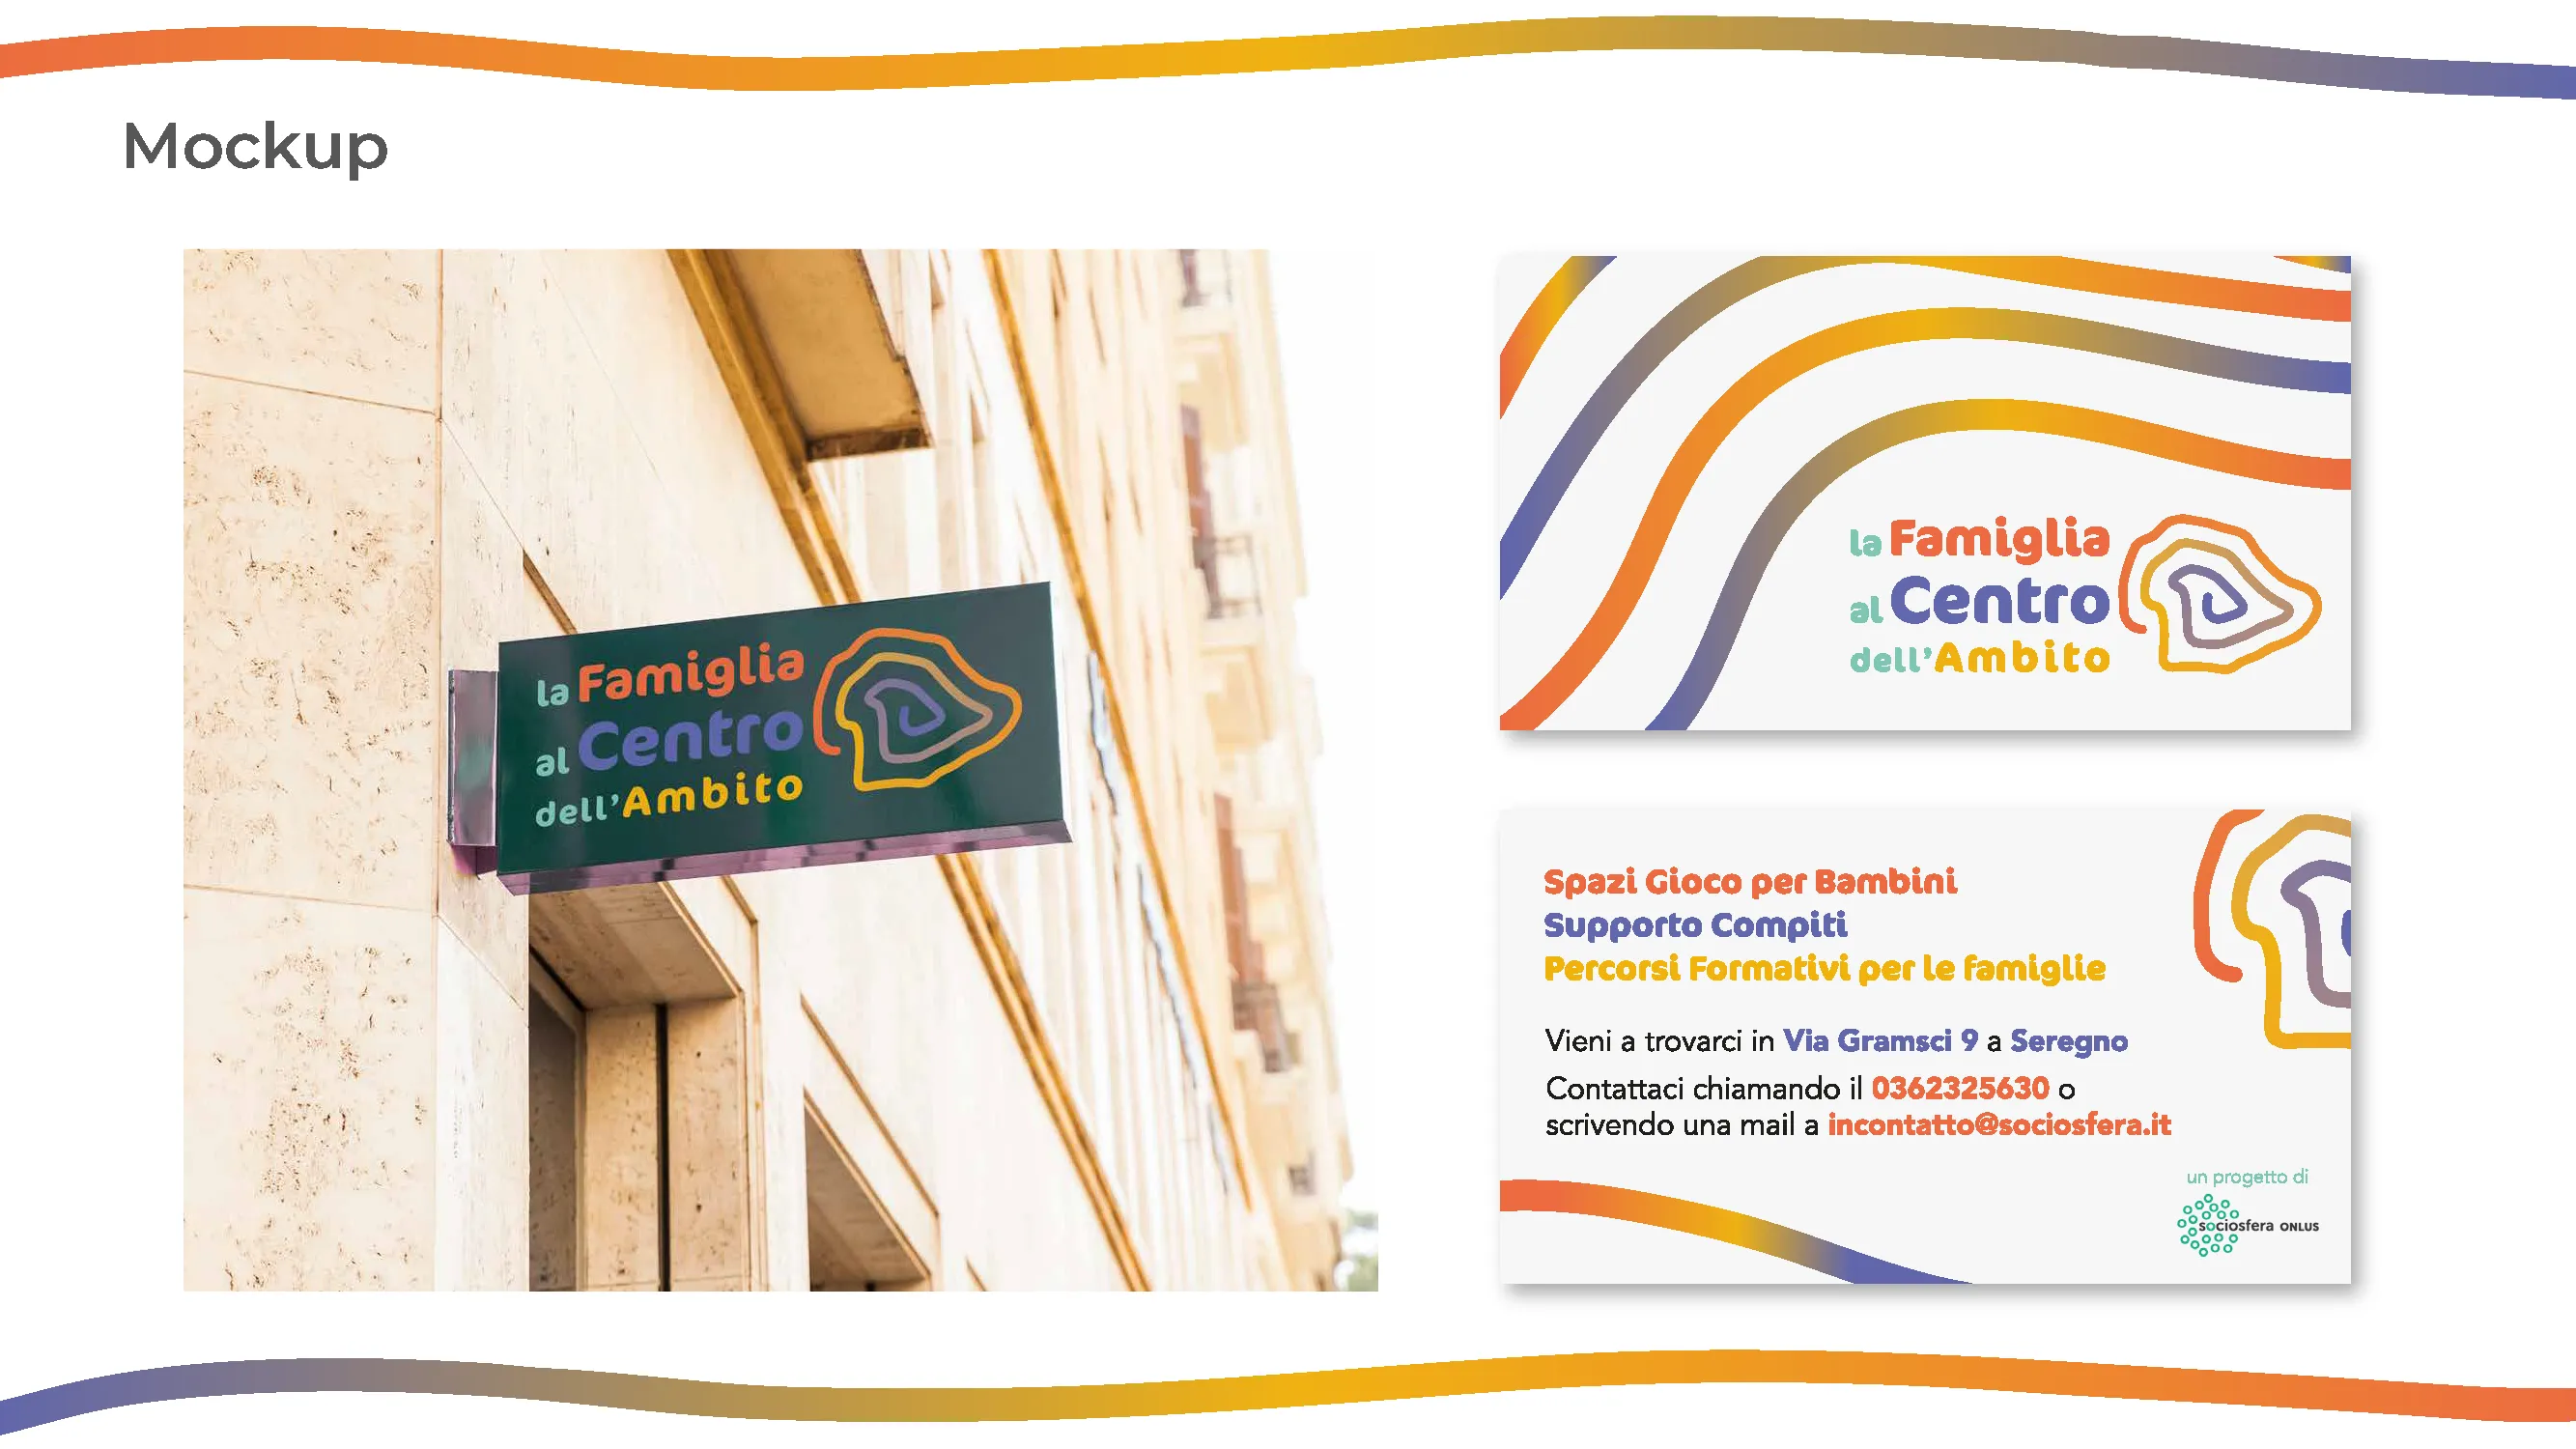 Mockup
la Famiglia
al Centro
dell'Ambito
la Famiglia
al Centro
dell'Ambito
Spazi Gioco per Bambini
Supporto Compiti
Percorsi Formativi per le famiglie
Vieni a trovarci in Via Gramsci 9 a Seregno
Contattaci chiamando il 0362325630 o
scrivendo una mail a incontatto@sociosfera.it
un progetto di
sociosfera ONLUS